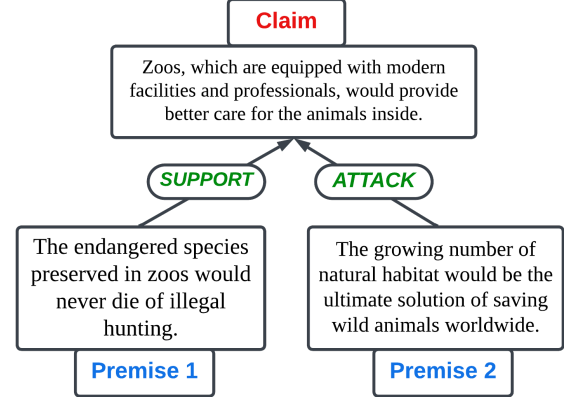 Claim
Zoos, which are equipped with modern
facilities and professionals, would provide
better care for the animals inside.
SUPPORT
ATTACK
The endangered species
preserved in zoos would
never die of illegal
hunting.
Premise 1
The growing number of
natural habitat would be the
ultimate solution of saving
wild animals worldwide.
Premise 2